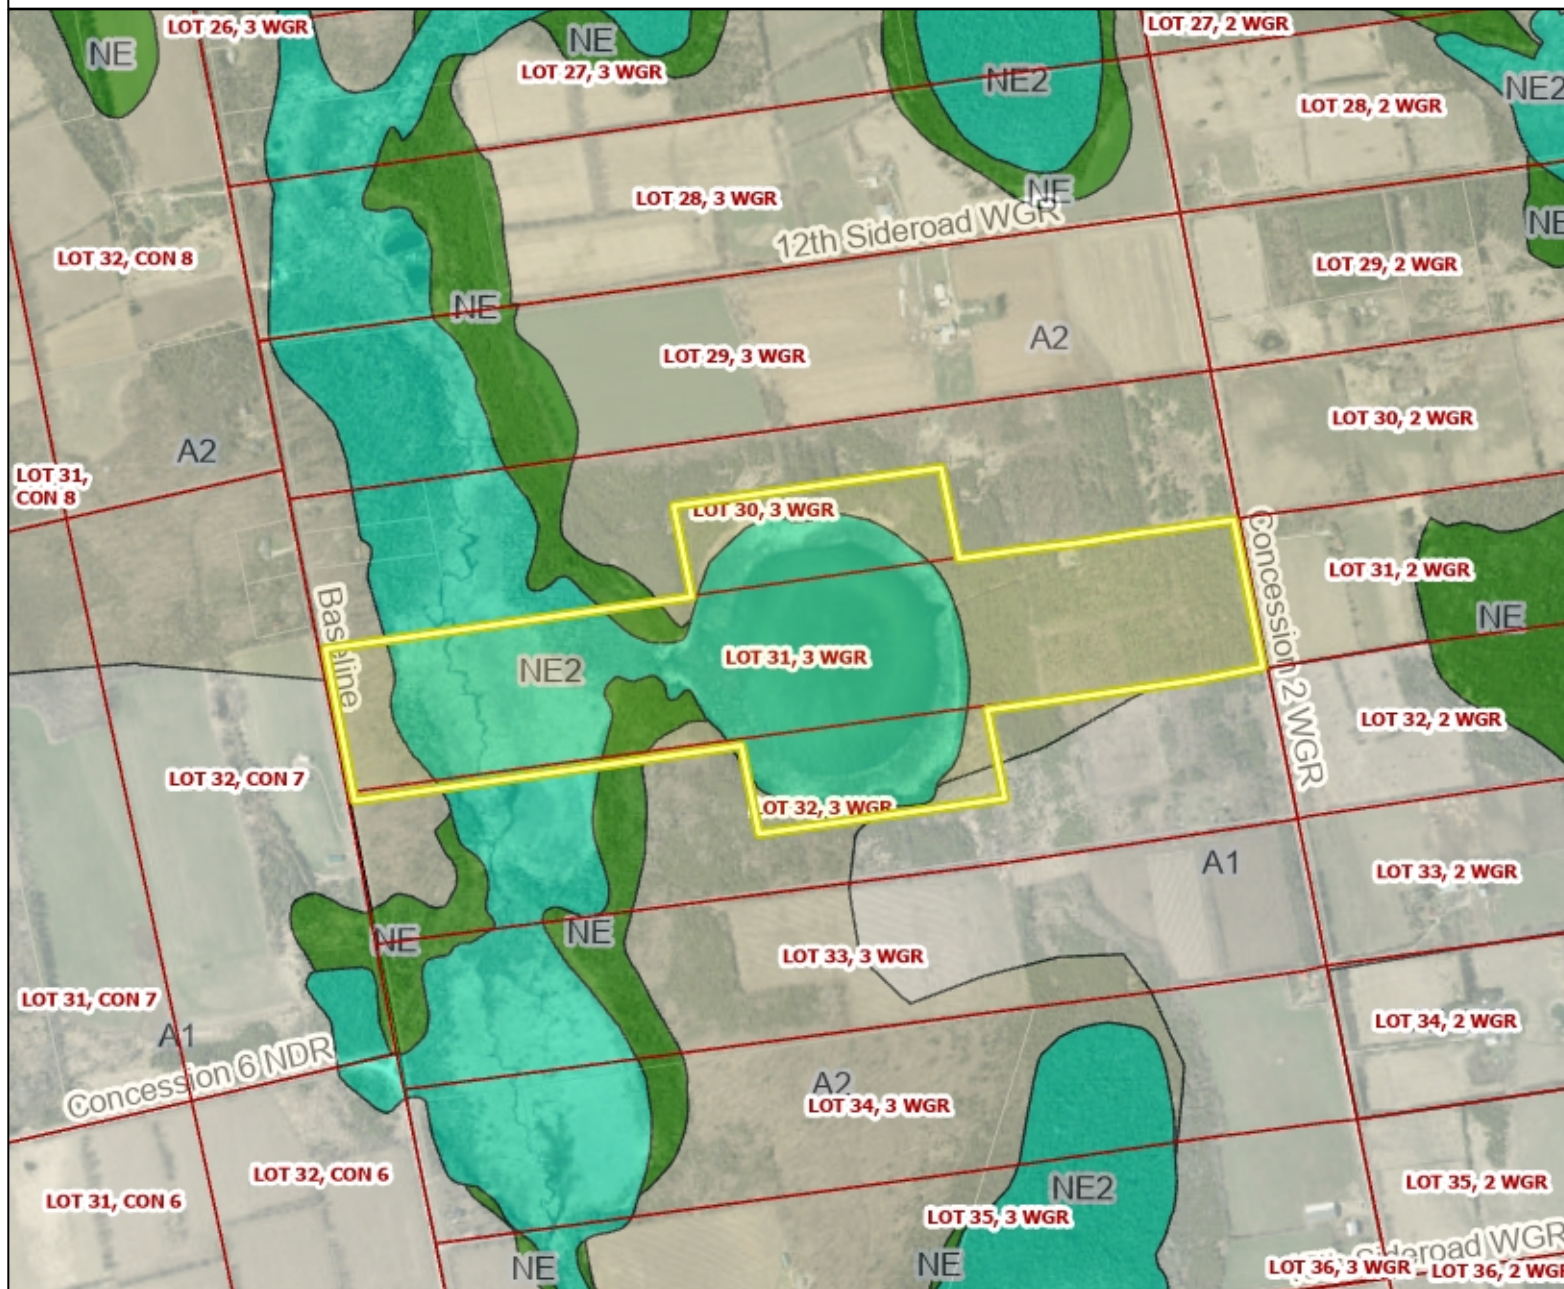 LOT 26, 3 WGR
NE
NE
LOT 27, 3 WGR
LOT 27, 2 WGR
NE2
NE2
LOT 28, 2 WGR
LOT 28, 3 WGR
NE
12th Sideroad WGR
NE
LOT 32, CON 8
LOT 29, 2 WGR
NE
LOT 29, 3 WGR
A2
A2
LOT 30, 2 WGR
LOT 31,
CON 8
LOT 30, 3 WGR
LOT 31, 2 WGR
Baseline
NE2
LOT 31, 3 WGR
Concession 2 WGR
NE
LOT 32, 2 WGR
LOT 32, CON 7
LOT 32, 3 WGR
A1
LOT 33, 2 WGR
NE
NE
LOT 33, 3 WGR
LOT 31, CON 7
A1
LOT 34, 2 WGR
Concession 6 NDR
A2
LOT 34, 3 WGR
LOT 32, CON 6
LOT 31, CON 6
NE2
LOT 35, 2 WGR
LOT 35, 3 WGR
NE
NE
Sideroad WGR
LOT 36, 3 WGR
LOT 36, 2 WGR